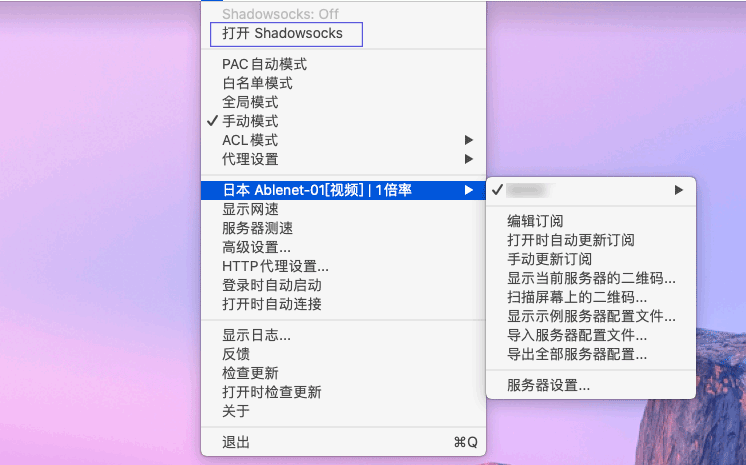 Shadowsocks: Off
打开 Shadowsocks
PAC自动模式
白名单模式
全局模式
手动模式
ACL模式
代理设置
日本 Ablenet-01[视频] | 1倍率
显示网速
服务器测速
高级设置...
HTTP代理设置...
登录时自动启动
打开时自动连接
显示日志...
反馈
检查更新
打开时检查更新
关于
退出 ⌘Q
编辑订阅
打开时自动更新订阅
手动更新订阅
显示当前服务器的二维码...
扫描屏幕上的二维码...
显示示例服务器配置文件...
导入服务器配置文件...
导出全部服务器配置...
服务器设置...